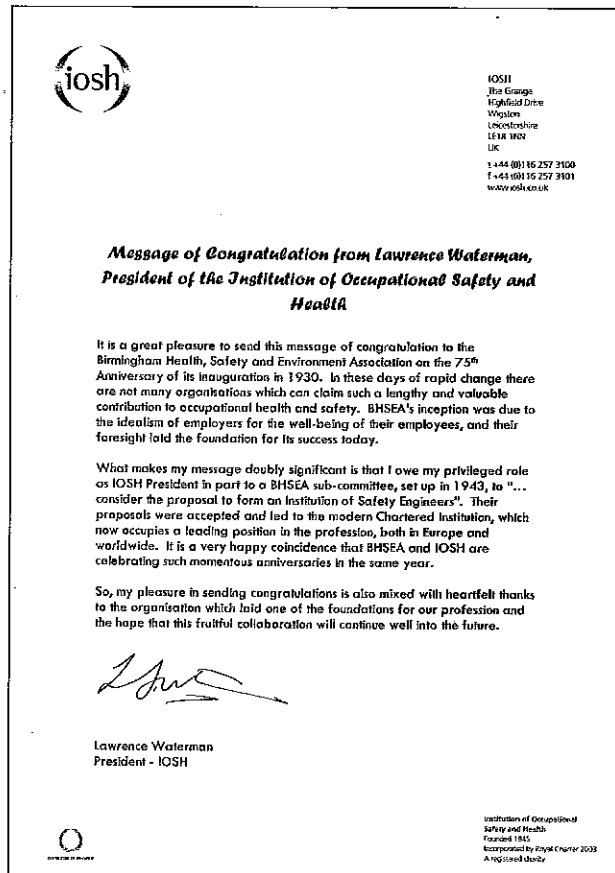 iosh
IOSH
The Grange
Highfield Drive
Wigston
Leicestershire
LE18 1NN
UK
t +44 (0)116 257 3100
f +44 (0)116 257 3101
www.iosh.co.uk
Message of Congratulation from Lawrence Waterman,
President of the Institution of Occupational Safety and
Health
It is a great pleasure to send this message of congratulation to the
Birmingham Health, Safety and Environment Association on the 75th
Anniversary of its inauguration in 1930. In these days of rapid change there
are not many organisations which can claim such a lengthy and valuable
contribution to occupational health and safety. BHSEA's inception was due to
the idealism of employers for the well-being of their employees, and their
foresight laid the foundation for its success today.
What makes my message doubly significant is that I owe my privileged role
as IOSH President in part to a BHSEA sub-committee, set up in 1943, to "...
consider the proposal to form an Institution of Safety Engineers". Their
proposals were accepted and led to the modern Chartered Institution, which
now occupies a leading position in the profession, both in Europe and
worldwide. It is a very happy coincidence that BHSEA and IOSH are
celebrating such momentous anniversaries in the same year.
So, my pleasure in sending congratulations is also mixed with heartfelt thanks
to the organisation which laid one of the foundations for our profession and
the hope that this fruitful collaboration will continue well into the future.
Lawrence Waterman
President - IOSH
Institution of Occupational
Safety and Health
Founded 1945
Incorporated by Royal Charter 2003
A registered charity